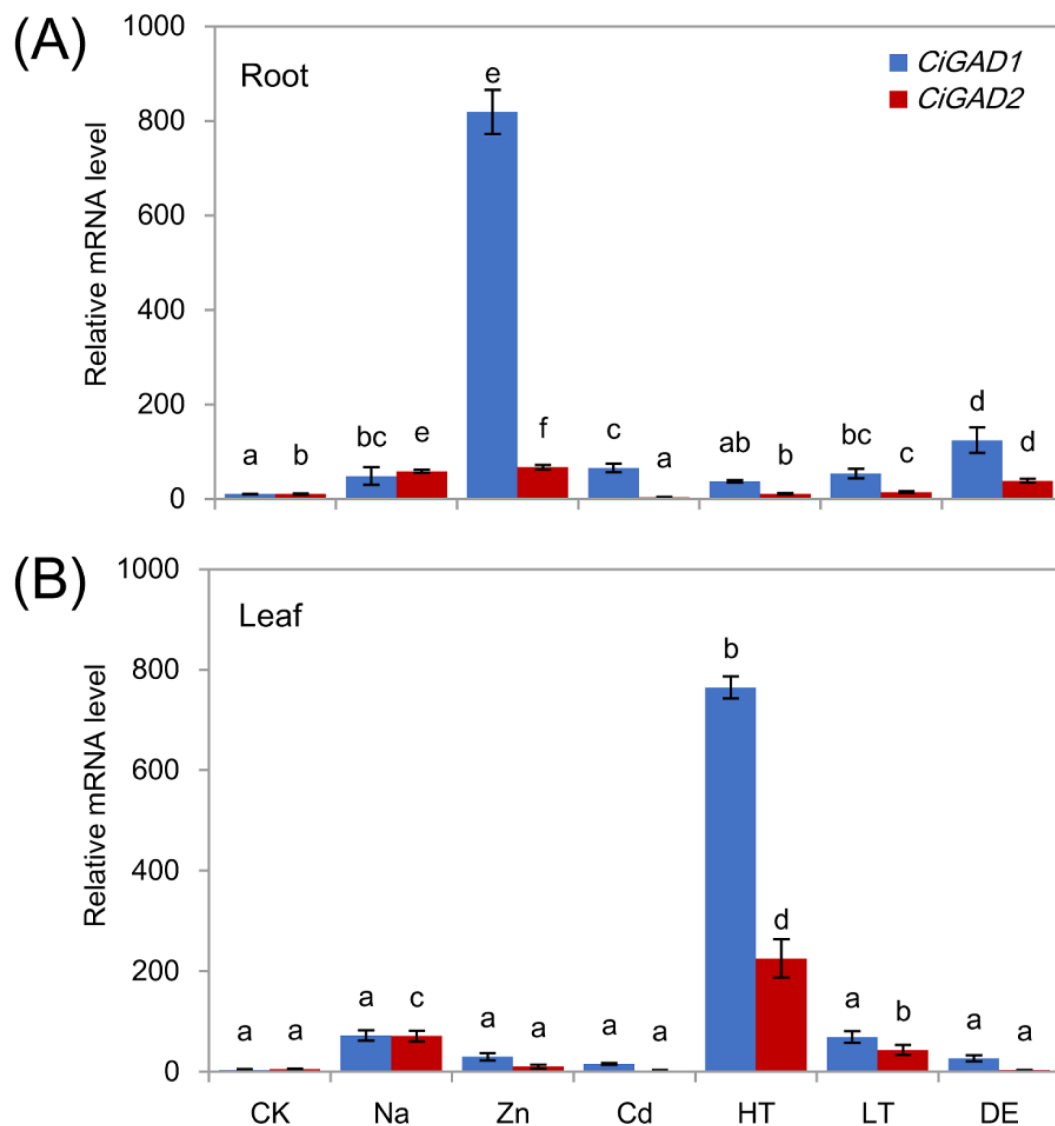 (A)
Root
CiGAD1
CiGAD2
Relative mRNA level
1000
800
600
400
200
0
a b bc e e f c a ab b bc c d d
(B)
Leaf
Relative mRNA level
1000
800
600
400
200
0
a a a c a a a a b d a b a a
CK Na Zn Cd HT LT DE